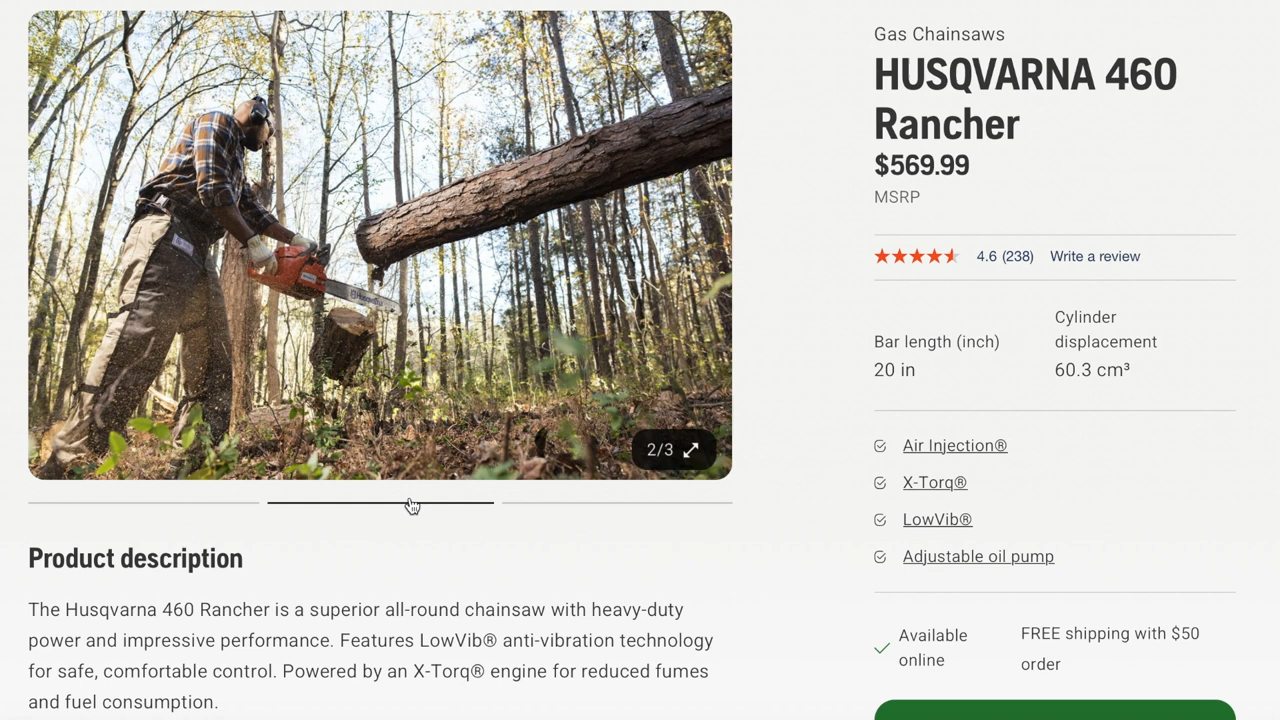 Gas Chainsaws
HUSQVARNA 460
Rancher
$569.99
MSRP
4.6 (238) Write a review
Bar length (inch)
20 in
Cylinder
displacement
60.3 cm³
Air Injection®
X-Torq®
LowVib®
Adjustable oil pump
Available
online
FREE shipping with $50
order
2/3
Product description
The Husqvarna 460 Rancher is a superior all-round chainsaw with heavy-duty
power and impressive performance. Features LowVib® anti-vibration technology
for safe, comfortable control. Powered by an X-Torq® engine for reduced fumes
and fuel consumption.